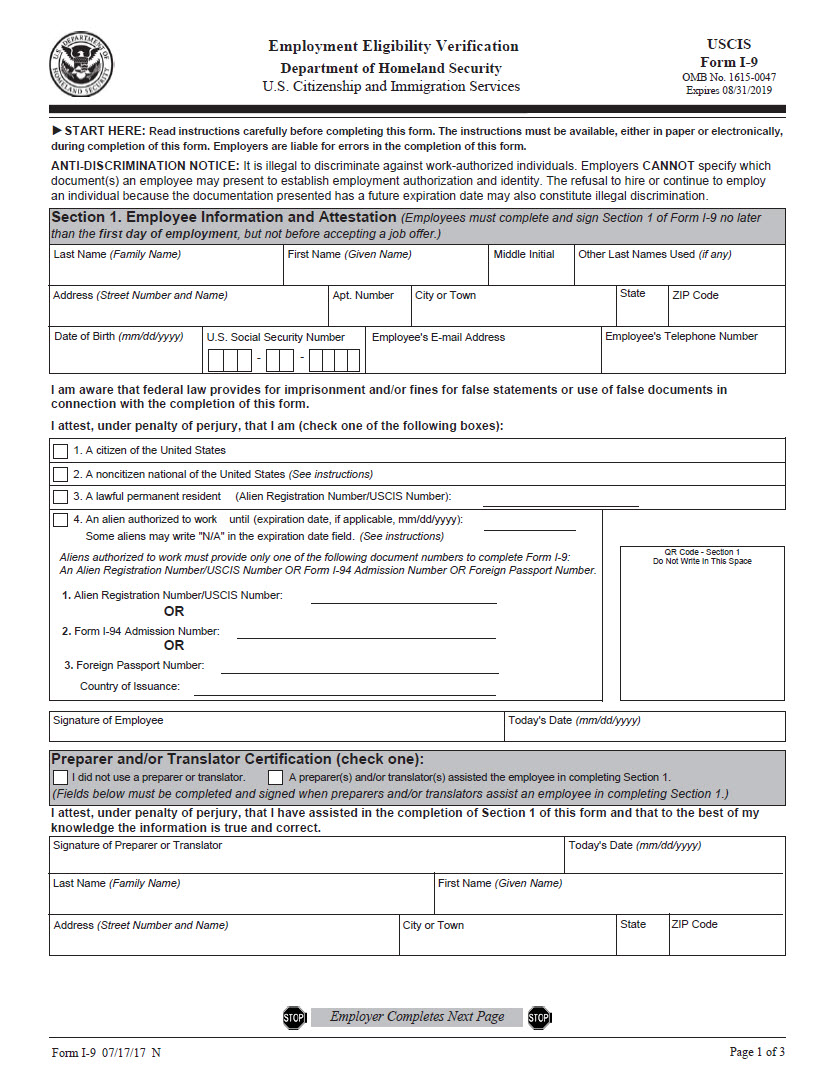 U.S. DEPARTMENT OF HOMELAND SECURITY
Employment Eligibility Verification
Department of Homeland Security
U.S. Citizenship and Immigration Services
USCIS
Form I-9
OMB No. 1615-0047
Expires 08/31/2019
►START HERE: Read instructions carefully before completing this form. The instructions must be available, either in paper or electronically,
during completion of this form. Employers are liable for errors in the completion of this form.
ANTI-DISCRIMINATION NOTICE: It is illegal to discriminate against work-authorized individuals. Employers CANNOT specify which
document(s) an employee may present to establish employment authorization and identity. The refusal to hire or continue to employ
an individual because the documentation presented has a future expiration date may also constitute illegal discrimination.
Section 1. Employee Information and Attestation (Employees must complete and sign Section 1 of Form I-9 no later
than the first day of employment, but not before accepting a job offer.)
Last Name (Family Name) First Name (Given Name) Middle Initial Other Last Names Used (if any)
Address (Street Number and Name) Apt. Number City or Town State ZIP Code
Date of Birth (mm/dd/yyyy) U.S. Social Security Number Employee's E-mail Address Employee's Telephone Number
- -
I am aware that federal law provides for imprisonment and/or fines for false statements or use of false documents in
connection with the completion of this form.
I attest, under penalty of perjury, that I am (check one of the following boxes):
1. A citizen of the United States
2. A noncitizen national of the United States (See instructions)
3. A lawful permanent resident (Alien Registration Number/USCIS Number):
4. An alien authorized to work until (expiration date, if applicable, mm/dd/yyyy):
Some aliens may write "N/A" in the expiration date field. (See instructions)
Aliens authorized to work must provide only one of the following document numbers to complete Form I-9:
An Alien Registration Number/USCIS Number OR Form I-94 Admission Number OR Foreign Passport Number.
1. Alien Registration Number/USCIS Number:
OR
2. Form I-94 Admission Number:
OR
3. Foreign Passport Number:
Country of Issuance:
QR Code - Section 1
Do Not Write In This Space
Signature of Employee Today's Date (mm/dd/yyyy)
Preparer and/or Translator Certification (check one):
I did not use a preparer or translator. A preparer(s) and/or translator(s) assisted the employee in completing Section 1.
(Fields below must be completed and signed when preparers and/or translators assist an employee in completing Section 1.)
I attest, under penalty of perjury, that I have assisted in the completion of Section 1 of this form and that to the best of my
knowledge the information is true and correct.
Signature of Preparer or Translator Today's Date (mm/dd/yyyy)
Last Name (Family Name) First Name (Given Name)
Address (Street Number and Name) City or Town State ZIP Code
STOP Employer Completes Next Page STOP
Form I-9 07/17/17 N Page 1 of 3